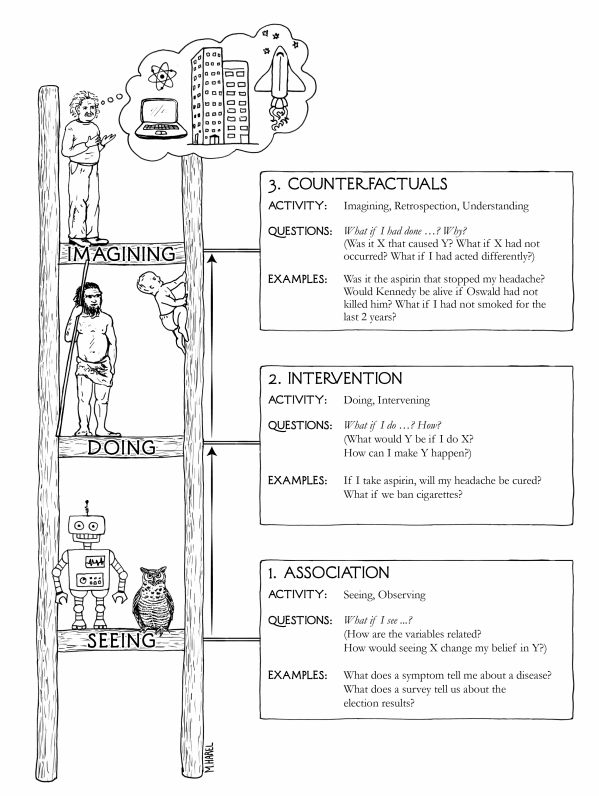 3. COUNTERFACTUALS
ACTIVITY: Imagining, Retrospection, Understanding
QUESTIONS: What if I had done …? Why?
(Was it X that caused Y? What if X had not
occurred? What if I had acted differently?)
EXAMPLES: Was it the aspirin that stopped my headache?
Would Kennedy be alive if Oswald had not
killed him? What if I had not smoked for the
last 2 years?
IMAGINING
2. INTERVENTION
ACTIVITY: Doing, Intervening
QUESTIONS: What if I do …? How?
(What would Y be if I do X?
How can I make Y happen?)
EXAMPLES: If I take aspirin, will my headache be cured?
What if we ban cigarettes?
DOING
1. ASSOCIATION
ACTIVITY: Seeing, Observing
QUESTIONS: What if I see ...?
(How are the variables related?
How would seeing X change my belief in Y?)
EXAMPLES: What does a symptom tell me about a disease?
What does a survey tell us about the
election results?
SEEING
M.HAREL